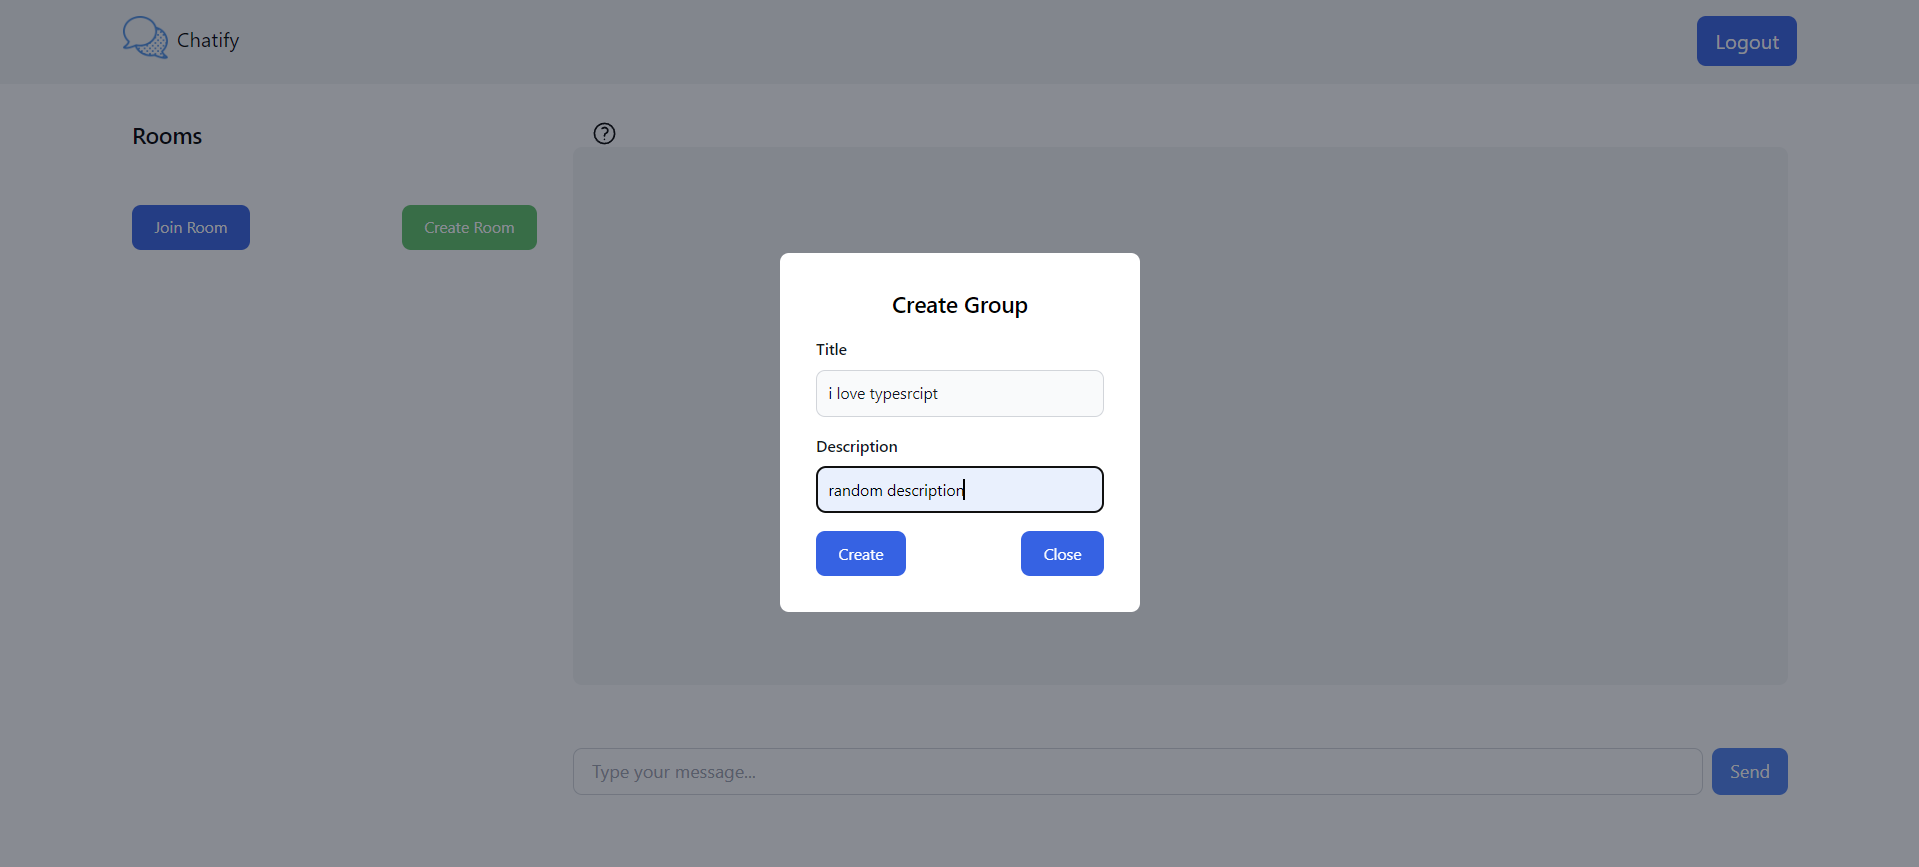 Chatify
Logout
Rooms
?
Join Room
Create Room
Create Group
Title
i love typesrcipt
Description
random description
Create
Close
Type your message...
Send